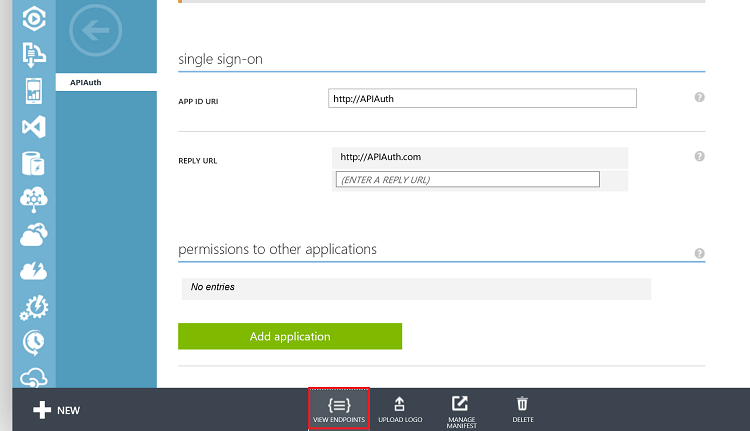 APIAuth
single sign-on
APP ID URI
http://APIAuth
REPLY URL
http://APIAuth.com
(ENTER A REPLY URL)
permissions to other applications
No entries
Add application
NEW
VIEW ENDPOINTS
UPLOAD LOGO
MANAGE
MANIFEST
DELETE